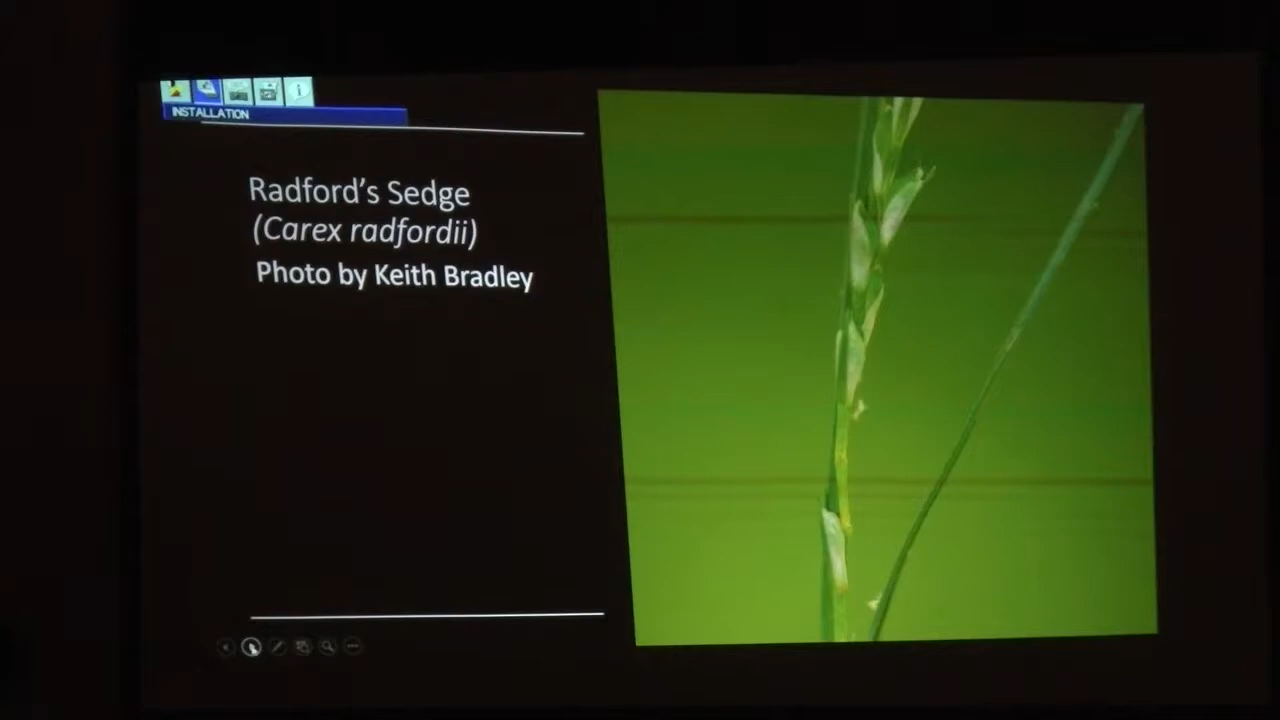 INSTALLATION
Radford's Sedge
(Carex radfordii)
Photo by Keith Bradley